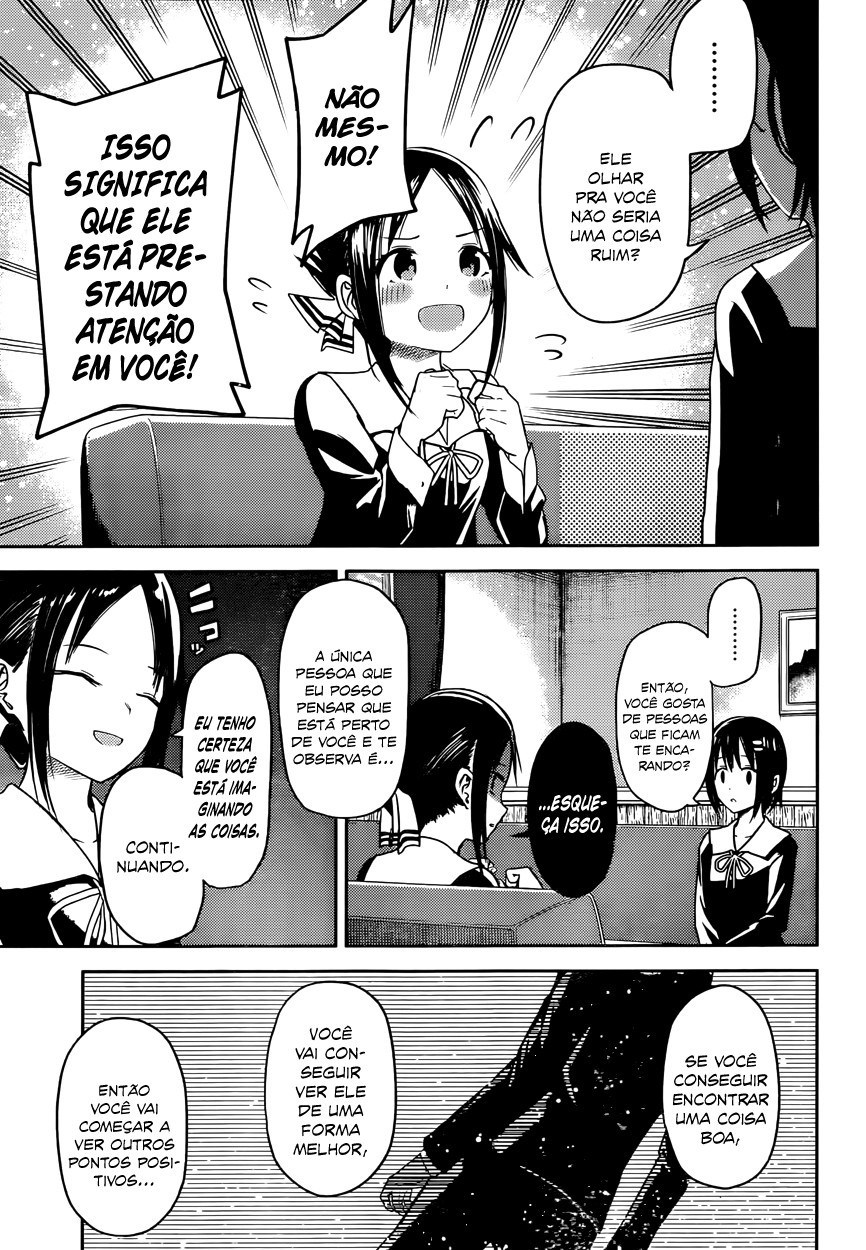 .........
ELE
OLHAR
PRA VOCÊ
NÃO SERIA
UMA COISA
RUIM?
NÃO
MES-
MO!
ISSO
SIGNIFICA
QUE ELE
ESTÁ PRE-
STANDO
ATENÇÃO
EM VOCÊ!
.......
ENTÃO,
VOCÊ GOSTA
DE PESSOAS
QUE FICAM
TE ENCA-
RANDO?
...ESQUE-
ÇA ISSO.
A ÚNICA
PESSOA QUE
EU POSSO
PENSAR QUE
ESTÁ PERTO
DE VOCÊ E TE
OBSERVA É...
EU TENHO
CERTEZA
QUE VOCÊ
ESTÁ IMA-
GINANDO
AS COISAS.
CONTI-
NUANDO.
SE VOCÊ
CONSEGUIR
ENCONTRAR
UMA COISA
BOA,
VOCÊ
VAI CON-
SEGUIR
VER ELE
DE UMA
FORMA
MELHOR,
ENTÃO
VOCÊ VAI
COMEÇAR A
VER OUTROS
PONTOS POSI-
TIVOS...